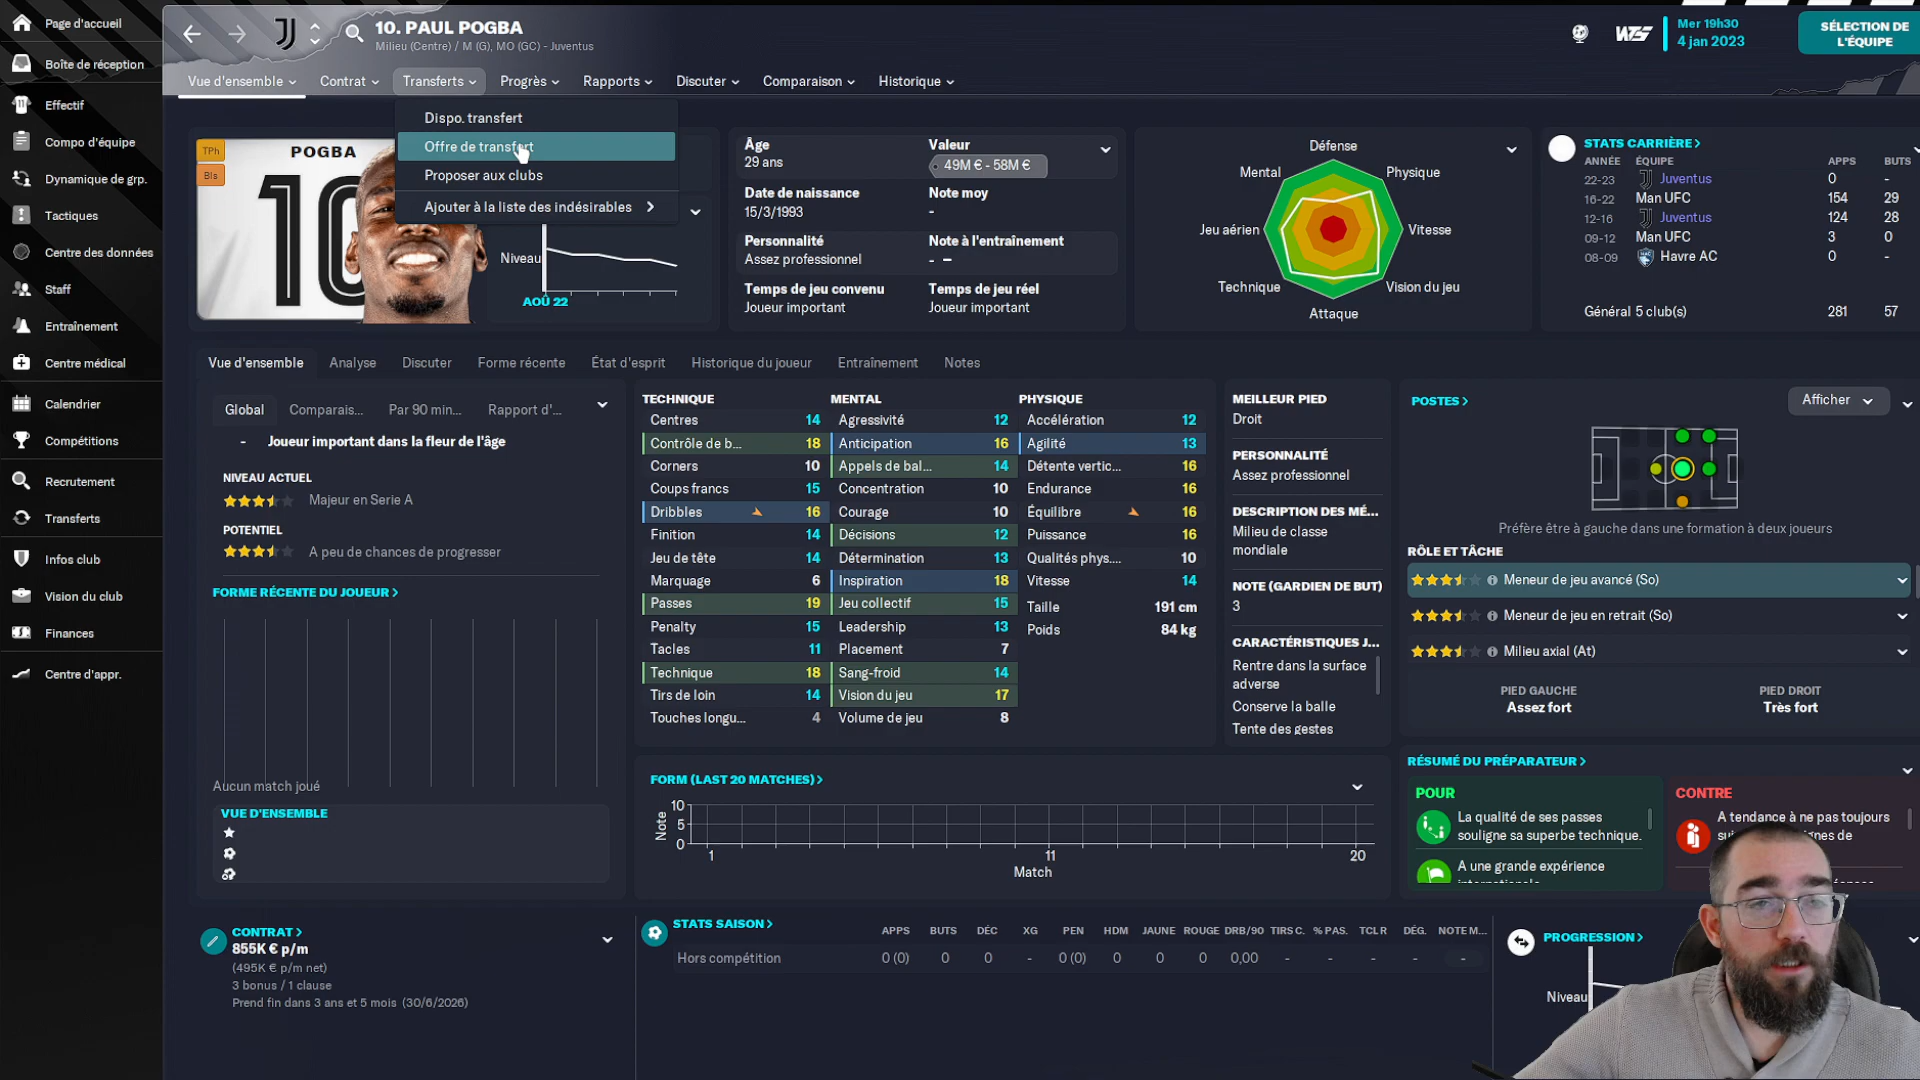 Page d'accueil
Boîte de réception
Effectif
Compo d'équipe
Dynamique de grp.
Tactiques
Centre des données
Staff
Entraînement
Centre médical
Calendrier
Compétitions
Recrutement
Transferts
Infos club
Vision du club
Finances
Centre d'appr.
10. PAUL POGBA
Milieu (Centre) / M (G), MO (GC) - Juventus
Mer 19h30
4 jan 2023
SÉLECTION DE
L'ÉQUIPE
Vue d'ensemble Contrat Transferts Progrès Rapports Discuter Comparaison Historique
Dispo. transfert
Offre de transfert
Proposer aux clubs
Ajouter à la liste des indésirables
TPh
Bls
POGBA
10
Niveau
AOÛ 22
Âge
29 ans
Valeur
49M € - 58M €
Date de naissance
15/3/1993
Note moy
-
Personnalité
Assez professionnel
Note à l'entraînement
- -
Temps de jeu convenu
Joueur important
Temps de jeu réel
Joueur important
Défense
Physique
Vitesse
Vision du jeu
Attaque
Technique
Jeu aérien
Mental
STATS CARRIÈRE
ANNÉE ÉQUIPE APPS BUTS
22-23 Juventus 0 -
16-22 Man UFC 154 29
12-16 Juventus 124 28
09-12 Man UFC 3 0
08-09 Havre AC 0 -
Général 5 club(s) 281 57
Vue d'ensemble Analyse Discuter Forme récente État d'esprit Historique du joueur Entraînement Notes
Global Comparais... Par 90 min... Rapport d'...
- Joueur important dans la fleur de l'âge
NIVEAU ACTUEL
Majeur en Serie A
POTENTIEL
A peu de chances de progresser
FORME RÉCENTE DU JOUEUR
Aucun match joué
VUE D'ENSEMBLE
TECHNIQUE
Centres 14
Contrôle de b... 18
Corners 10
Coups francs 15
Dribbles 16
Finition 14
Jeu de tête 14
Marquage 6
Passes 19
Penalty 15
Tacles 11
Technique 18
Tirs de loin 14
Touches longu... 4
MENTAL
Agressivité 12
Anticipation 16
Appels de bal... 14
Concentration 10
Courage 10
Décisions 12
Détermination 13
Inspiration 18
Jeu collectif 15
Leadership 13
Placement 7
Sang-froid 14
Vision du jeu 17
Volume de jeu 8
PHYSIQUE
Accélération 12
Agilité 13
Détente vertic... 16
Endurance 16
Équilibre 16
Puissance 16
Qualités phys.... 10
Vitesse 14
Taille 191 cm
Poids 84 kg
MEILLEUR PIED
Droit
PERSONNALITÉ
Assez professionnel
DESCRIPTION DES MÉ...
Milieu de classe
mondiale
NOTE (GARDIEN DE BUT)
3
CARACTÉRISTIQUES J...
Rentre dans la surface
adverse
Conserve la balle
Tente des gestes
POSTES
Afficher
Préfère être à gauche dans une formation à deux joueurs
RÔLE ET TÂCHE
Meneur de jeu avancé (So)
Meneur de jeu en retrait (So)
Milieu axial (At)
PIED GAUCHE
Assez fort
PIED DROIT
Très fort
FORM (LAST 20 MATCHES)
Note
10
5
0
1 11 20
Match
RÉSUMÉ DU PRÉPARATEUR
POUR
La qualité de ses passes
souligne sa superbe technique.
A une grande expérience
CONTRE
A tendance à ne pas toujours
CONTRAT
855K € p/m
(495K € p/m net)
3 bonus / 1 clause
Prend fin dans 3 ans et 5 mois (30/6/2026)
STATS SAISON
APPS BUTS DÉC XG PEN HDM JAUNE ROUGE DRB/90 TIRS C. % PAS. TCL R DÉG. NOTE M...
Hors compétition 0 (0) 0 0 - 0 (0) 0 0 0 0,00 - - - - -
PROGRESSION
Niveau